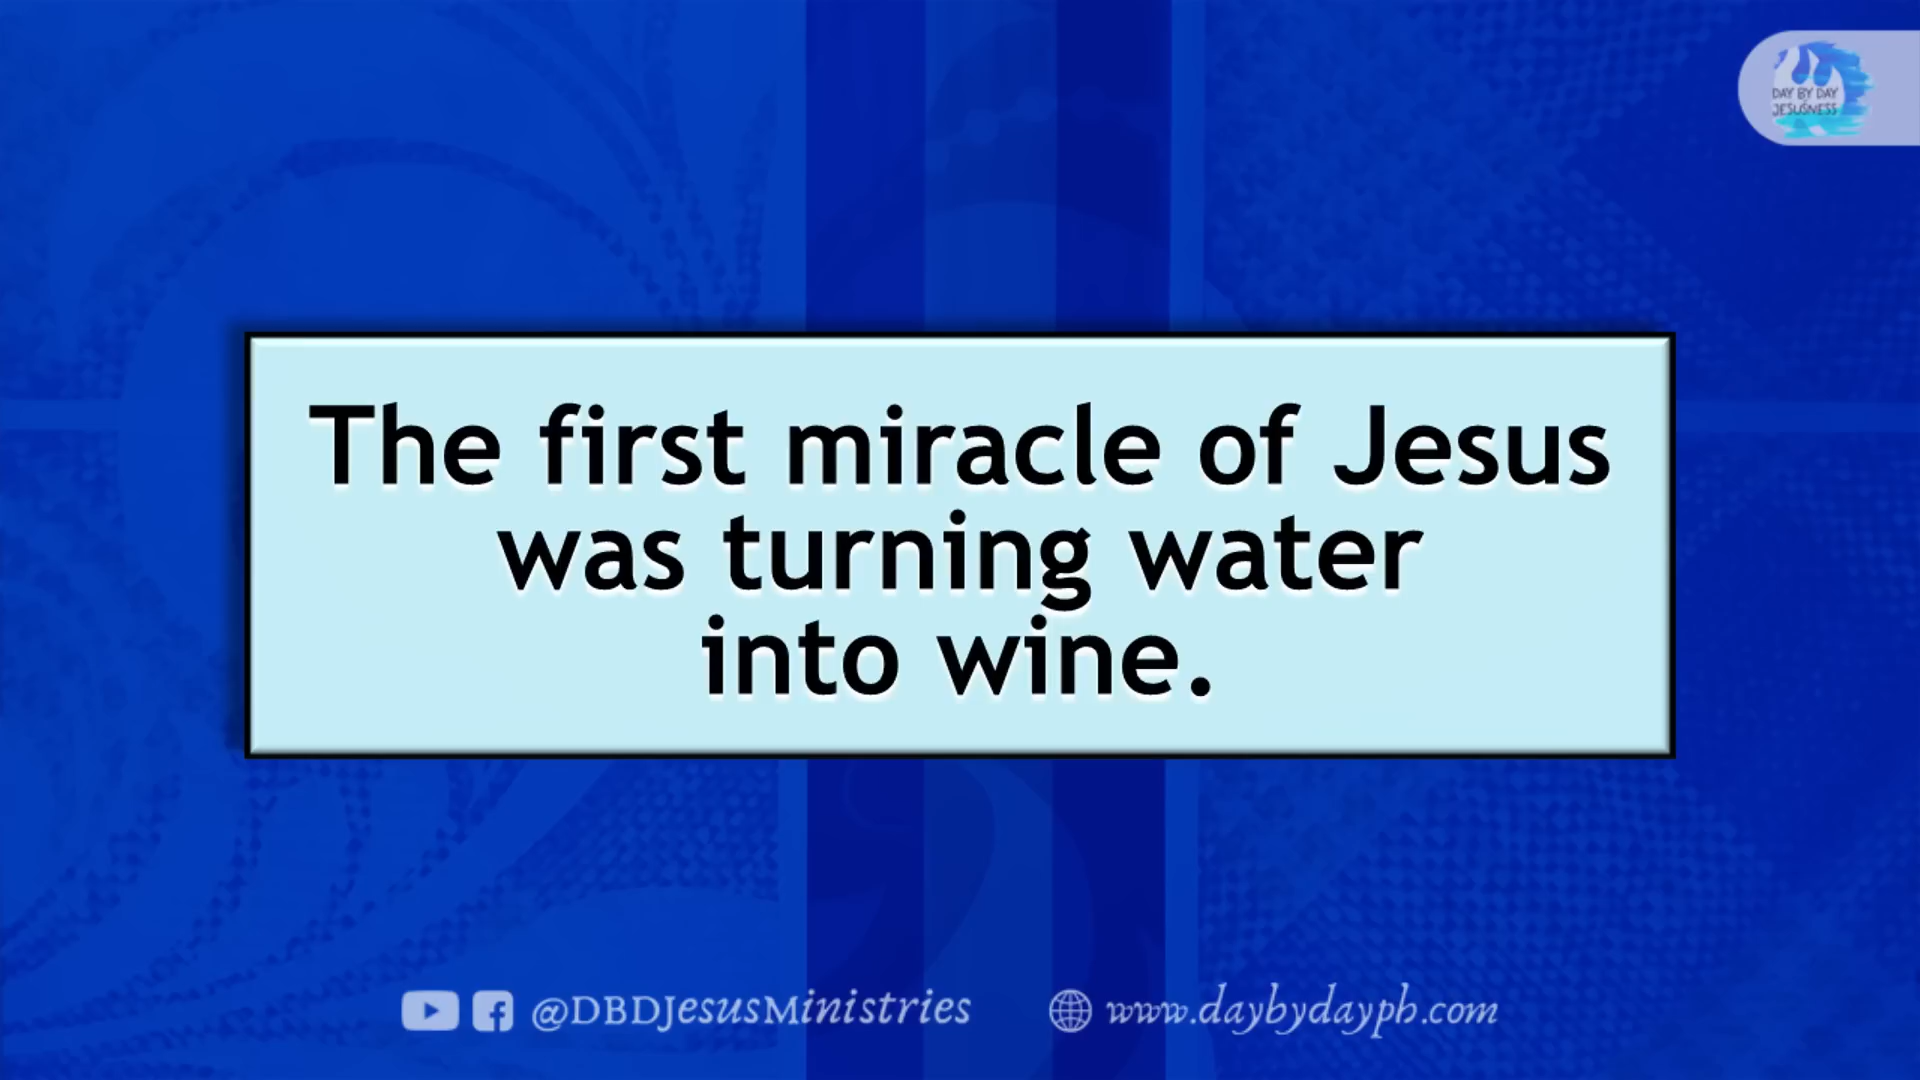 DAY BY DAY
JESUSNESS
The first miracle of Jesus
was turning water
into wine.
@DBDJesusMinistries www.daybydayph.com